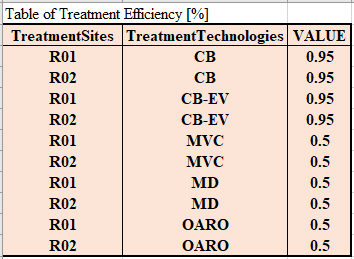 Table of Treatment Efficiency [%]
TreatmentSites TreatmentTechnologies VALUE
R01 CB 0.95
R02 CB 0.95
R01 CB-EV 0.95
R02 CB-EV 0.95
R01 MVC 0.5
R02 MVC 0.5
R01 MD 0.5
R02 MD 0.5
R01 OARO 0.5
R02 OARO 0.5